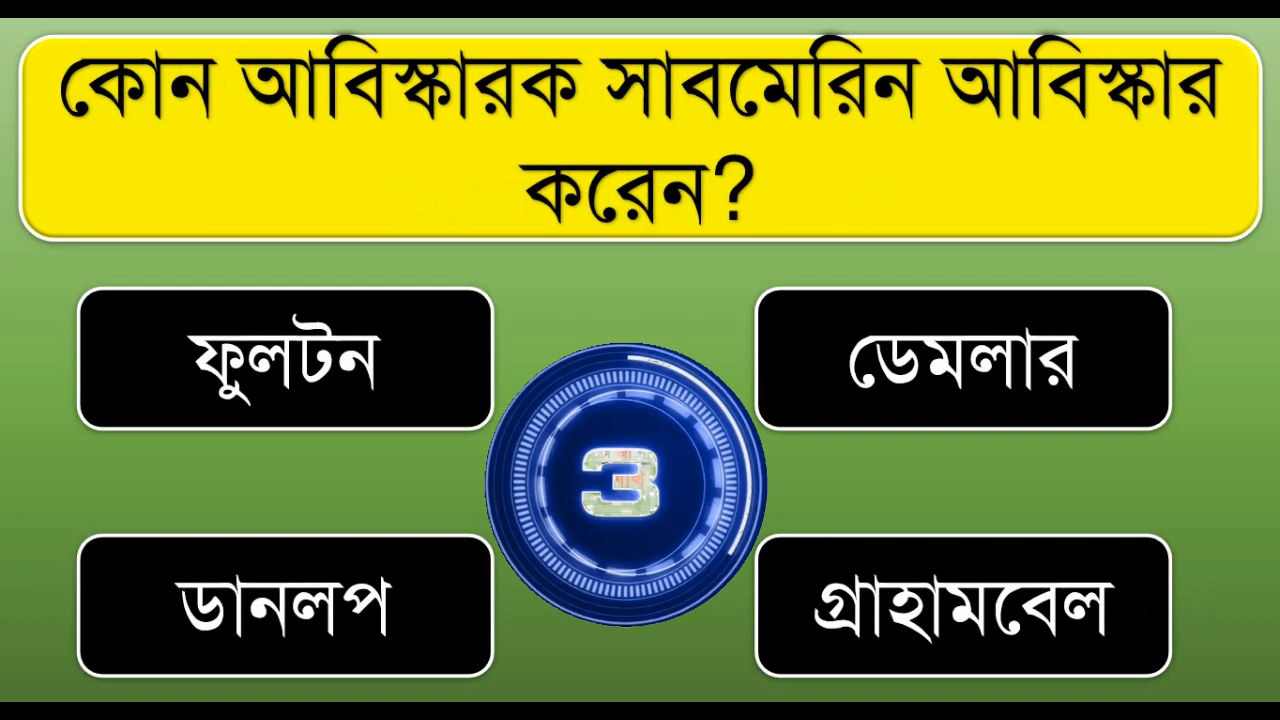 কোন আবিস্কারক সাবমেরিন আবিস্কার
করেন?
ফুলটন
ডেমলার
3
ডানলপ
গ্রাহামবেল